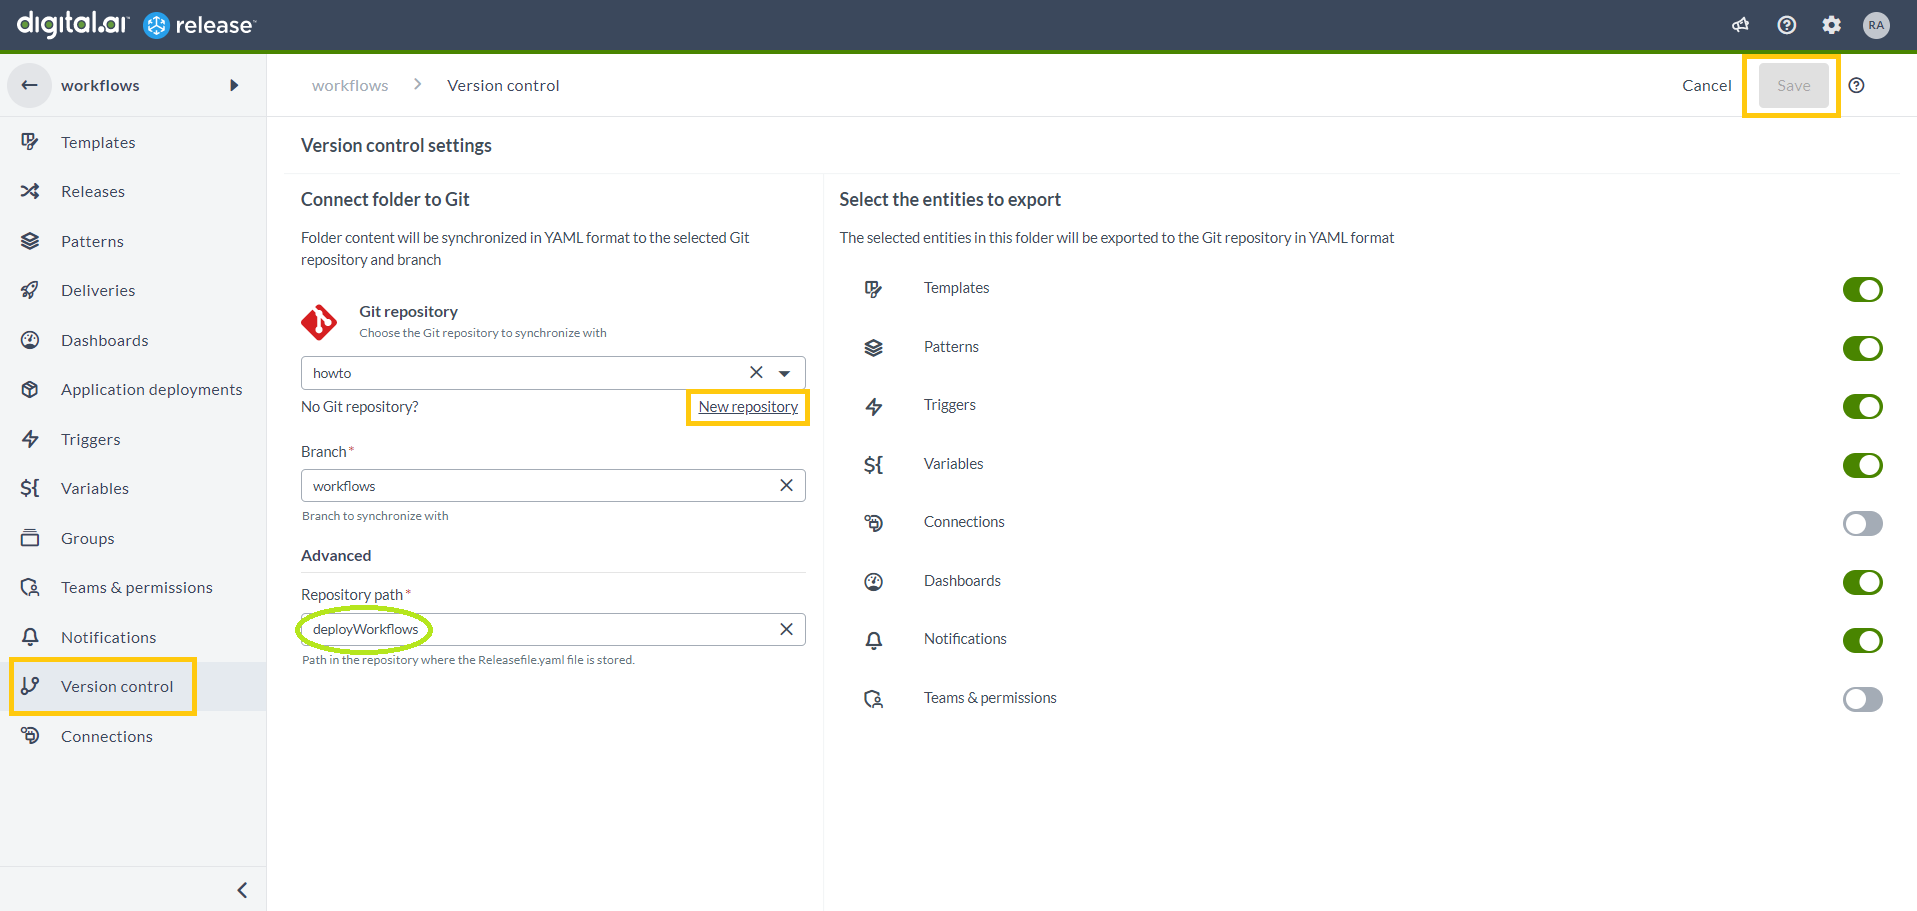 digital.ai release
RA
workflows
Templates
Releases
Patterns
Deliveries
Dashboards
Application deployments
Triggers
Variables
Groups
Teams & permissions
Notifications
Version control
Connections
workflows > Version control
Cancel
Save
Version control settings
Connect folder to Git
Folder content will be synchronized in YAML format to the selected Git
repository and branch
Git repository
Choose the Git repository to synchronize with
howto
No Git repository?
New repository
Branch*
workflows
Branch to synchronize with
Advanced
Repository path*
deployWorkflows
Path in the repository where the Releasefile.yaml file is stored.
Select the entities to export
The selected entities in this folder will be exported to the Git repository in YAML format
Templates
Patterns
Triggers
Variables
Connections
Dashboards
Notifications
Teams & permissions